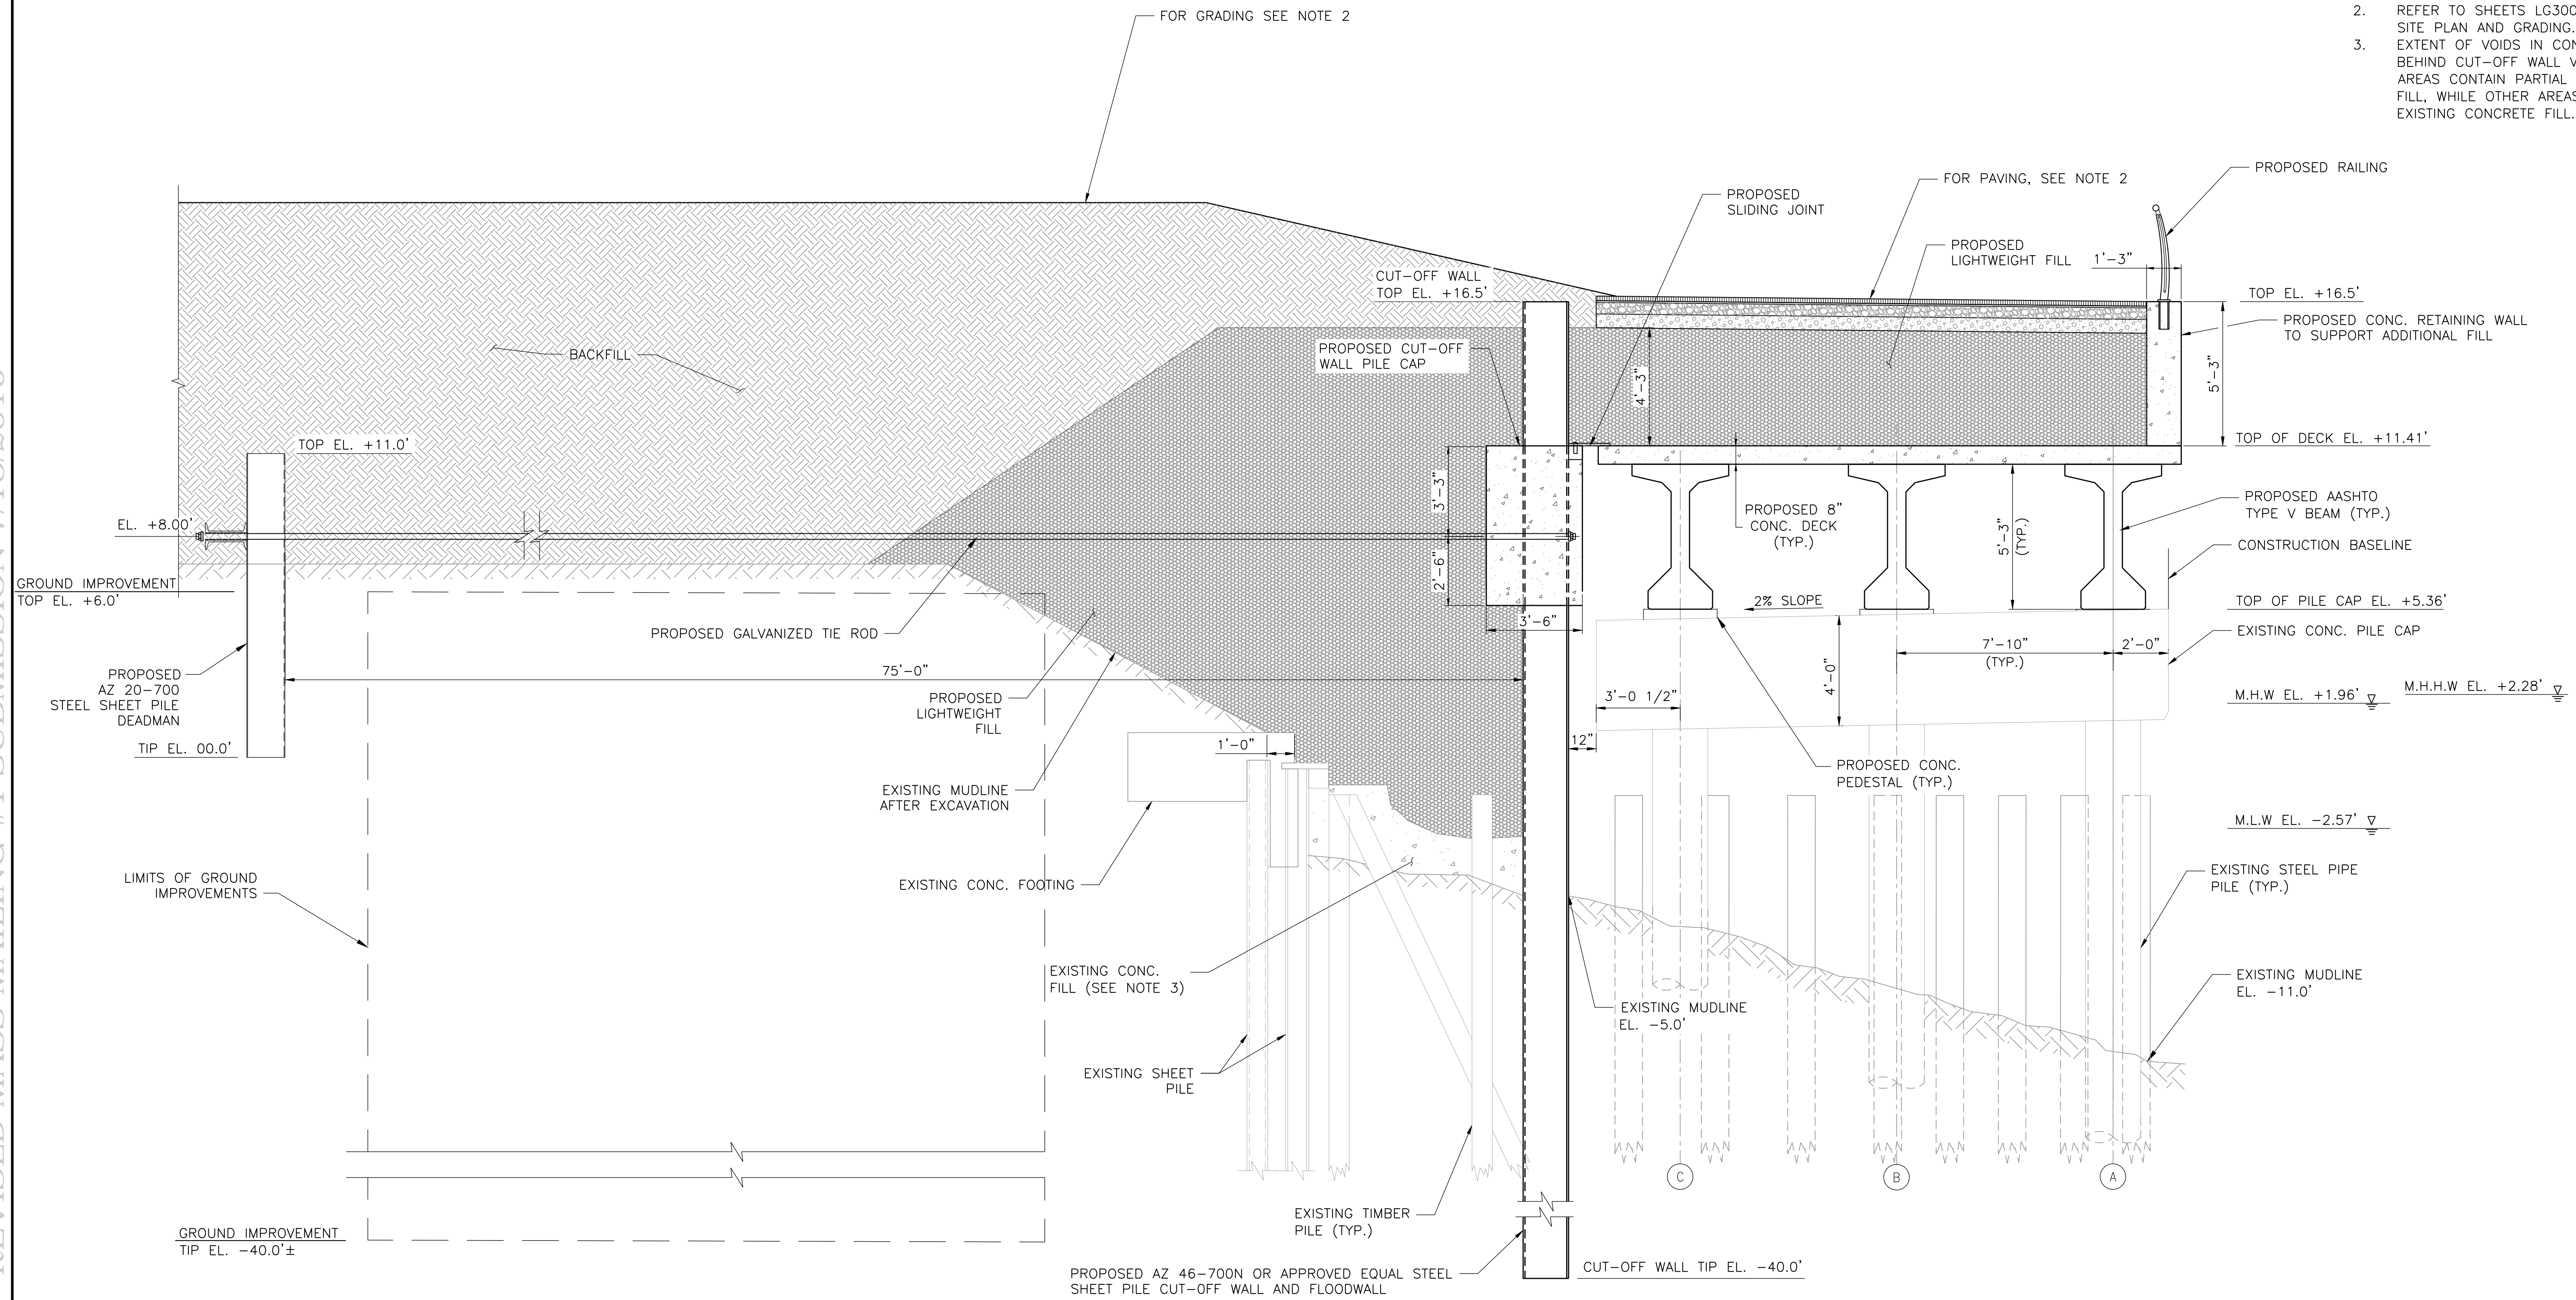 FOR GRADING SEE NOTE 2
2. REFER TO SHEETS LG300
SITE PLAN AND GRADING.
3. EXTENT OF VOIDS IN CON
BEHIND CUT-OFF WALL V
AREAS CONTAIN PARTIAL
FILL, WHILE OTHER AREAS
EXISTING CONCRETE FILL.
PROPOSED RAILING
FOR PAVING, SEE NOTE 2
PROPOSED
SLIDING JOINT
PROPOSED
LIGHTWEIGHT FILL
1'-3"
CUT-OFF WALL
TOP EL. +16.5'
TOP EL. +16.5'
PROPOSED CONC. RETAINING WALL
TO SUPPORT ADDITIONAL FILL
BACKFILL
PROPOSED CUT-OFF
WALL PILE CAP
4'-3"
5'-3"
TOP EL. +11.0'
TOP OF DECK EL. +11.41'
3'-3"
PROPOSED 8"
CONC. DECK
(TYP.)
5'-3"
(TYP.)
PROPOSED AASHTO
TYPE V BEAM (TYP.)
EL. +8.00'
CONSTRUCTION BASELINE
2'-6"
GROUND IMPROVEMENT
TOP EL. +6.0'
2% SLOPE
TOP OF PILE CAP EL. +5.36'
3'-6"
PROPOSED GALVANIZED TIE ROD
EXISTING CONC. PILE CAP
7'-10"
(TYP.)
2'-0"
75'-0"
4'-0"
PROPOSED
AZ 20-700
STEEL SHEET PILE
DEADMAN
PROPOSED
LIGHTWEIGHT
FILL
3'-0 1/2"
M.H.W EL. +1.96'
M.H.H.W EL. +2.28'
TIP EL. 00.0'
1'-0"
12"
PROPOSED CONC.
PEDESTAL (TYP.)
EXISTING MUDLINE
AFTER EXCAVATION
M.L.W EL. -2.57'
LIMITS OF GROUND
IMPROVEMENTS
EXISTING CONC. FOOTING
EXISTING STEEL PIPE
PILE (TYP.)
EXISTING CONC.
FILL (SEE NOTE 3)
EXISTING MUDLINE
EL. -5.0'
EXISTING MUDLINE
EL. -11.0'
EXISTING SHEET
PILE
C
B
A
EXISTING TIMBER
PILE (TYP.)
GROUND IMPROVEMENT
TIP EL. -40.0'±
PROPOSED AZ 46-700N OR APPROVED EQUAL STEEL
SHEET PILE CUT-OFF WALL AND FLOODWALL
CUT-OFF WALL TIP EL. -40.0'